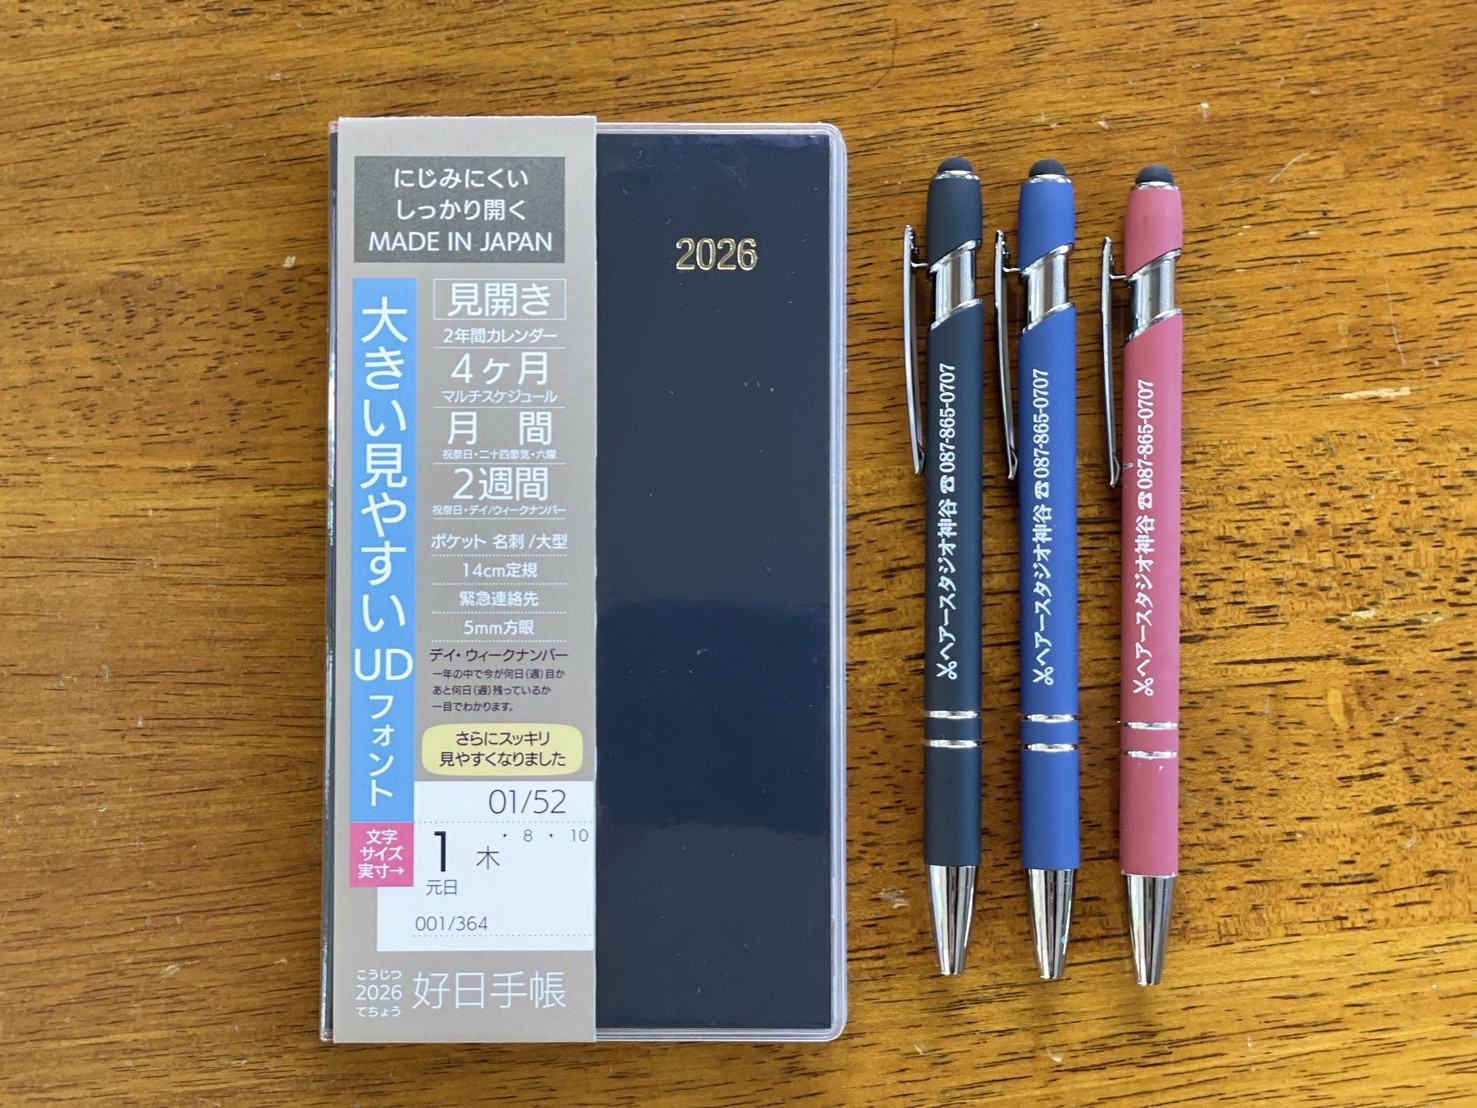 にじみにくい
しっかり開く
MADE IN JAPAN
大きい見やすいUDフォント
見開き
2年間カレンダー
4ヶ月
マルチスケジュール
月 間
祝祭日・二十四節気・六曜
2週間
祝祭日・デイ/ウィークナンバー
ポケット 名刺/大型
14cm定規
緊急連絡先
5mm方眼
デイ・ウィークナンバー
一年の中で今が何日(週)目か
あと何日(週)残っているか
一目でわかります。
さらにスッキリ
見やすくなりました
文字
サイズ
実寸→
01/52
・ 8 ・ 10
1 木
元日
001/364
こうじつ
2026
てちょう
好日手帳
2026
ヘアースタジオ神谷 ☎087-865-0707
ヘアースタジオ神谷 ☎087-865-0707
ヘアースタジオ神谷 ☎087-865-0707